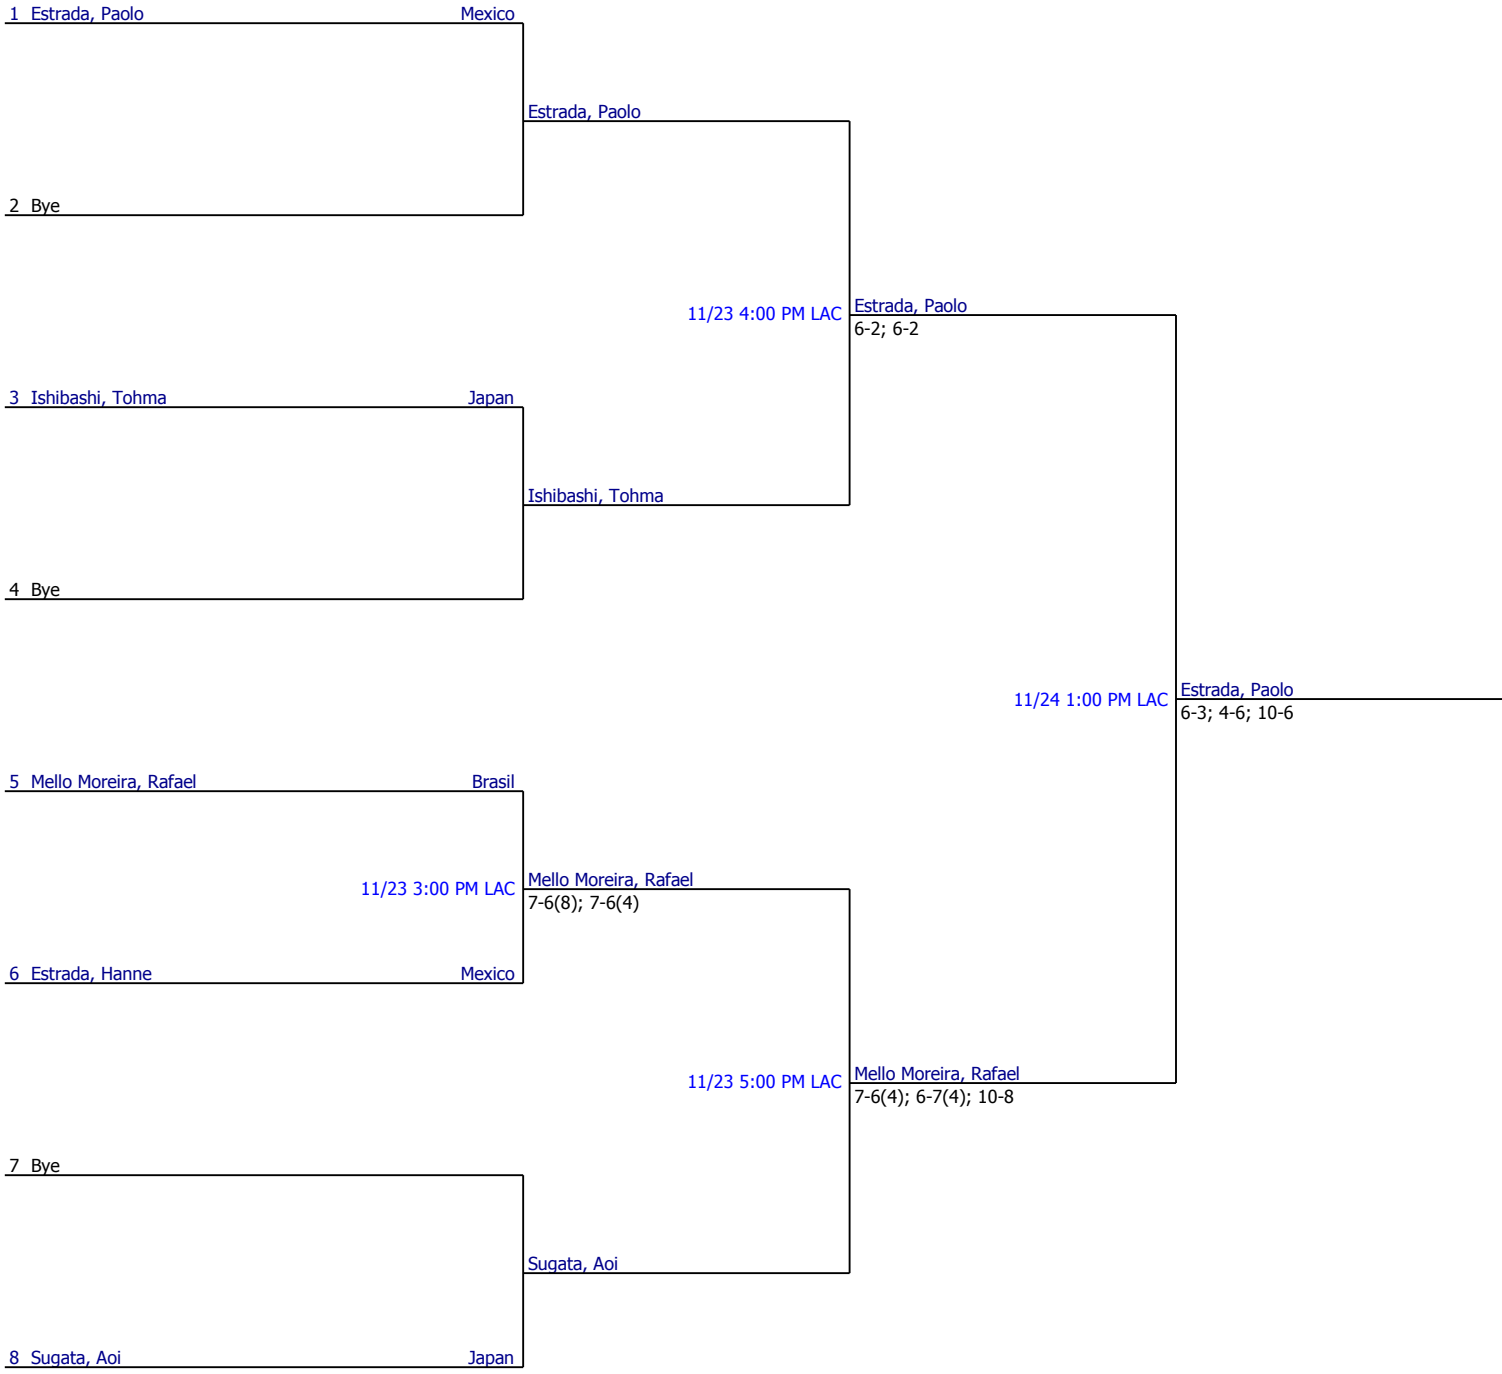 1 Estrada, Paolo Mexico
Estrada, Paolo
2 Bye
11/23 4:00 PM LAC Estrada, Paolo
6-2; 6-2
3 Ishibashi, Tohma Japan
Ishibashi, Tohma
4 Bye
11/24 1:00 PM LAC Estrada, Paolo
6-3; 4-6; 10-6
5 Mello Moreira, Rafael Brasil
11/23 3:00 PM LAC Mello Moreira, Rafael
7-6(8); 7-6(4)
6 Estrada, Hanne Mexico
11/23 5:00 PM LAC Mello Moreira, Rafael
7-6(4); 6-7(4); 10-8
7 Bye
Sugata, Aoi
8 Sugata, Aoi Japan